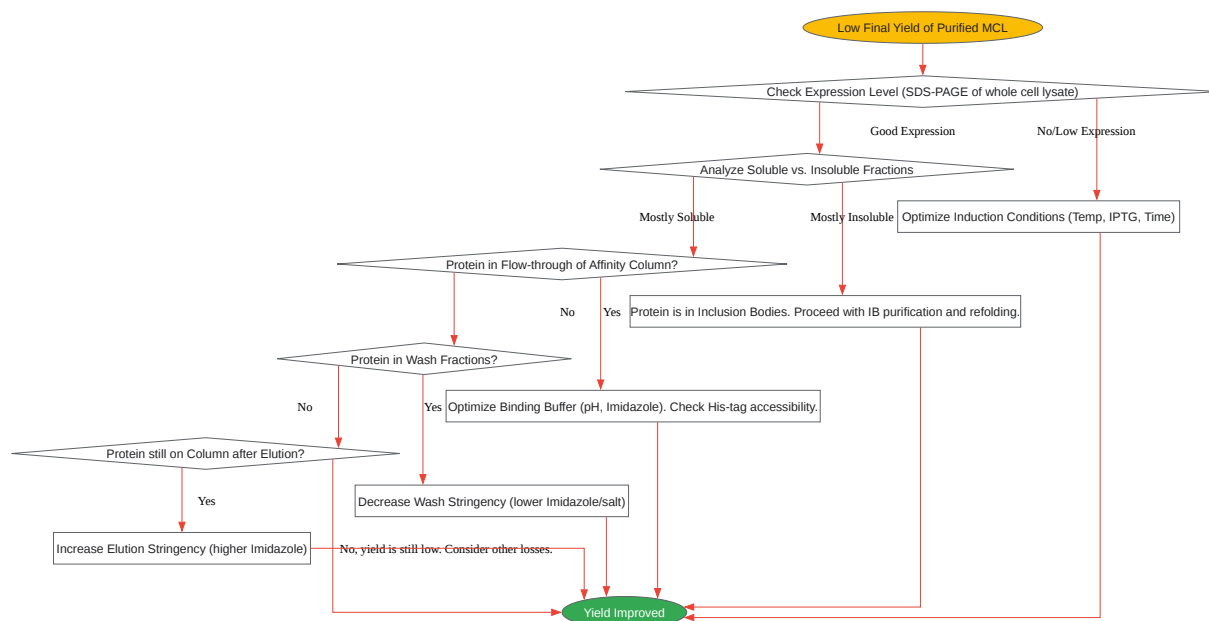 Low Final Yield of Purified MCL
Check Expression Level (SDS-PAGE of whole cell lysate)
Good Expression
No/Low Expression
Analyze Soluble vs. Insoluble Fractions
Mostly Soluble
Mostly Insoluble
Optimize Induction Conditions (Temp, IPTG, Time)
Protein in Flow-through of Affinity Column?
No
Yes
Protein is in Inclusion Bodies. Proceed with IB purification and refolding.
Protein in Wash Fractions?
No
Yes
Optimize Binding Buffer (pH, Imidazole). Check His-tag accessibility.
Protein still on Column after Elution?
Yes
Decrease Wash Stringency (lower Imidazole/salt)
Increase Elution Stringency (higher Imidazole)
No, yield is still low. Consider other losses.
Yield Improved